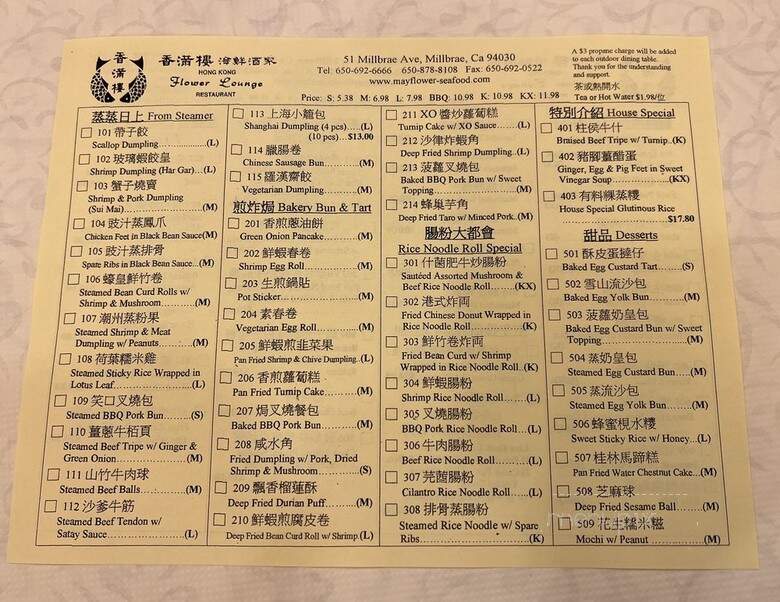 香滿樓
香滿樓 海鮮酒家
HONG KONG
Flower Lounge
RESTAURANT
51 Millbrae Ave, Millbrae, Ca 94030
Tel: 650-692-6666 650-878-8108 Fax: 650-692-0522
www.mayflower-seafood.com
Price: S: 5.38 M: 6.98 L: 7.98 BBQ: 10.98 K: 10.98 KX: 11.98
A $3 propane charge will be added
to each outdoor dining table.
Thank you for the understanding
and support.
茶或熱開水
Tea or Hot Water $1.98/位
蒸蒸日上 From Steamer
101 帶子餃
Scallop Dumpling (L)
102 玻璃蝦餃皇
Shrimp Dumpling (Har Gar)...(L)
103 蟹子燒賣
Shrimp & Pork Dumpling
(Sui Mai) (M)
104 豉汁蒸鳳爪
Chicken Feet in Black Bean Sauce(M)
105 豉汁蒸排骨
Spare Ribs in Black Bean Sauce...(M)
106 蠔皇鮮竹卷
Steamed Bean Curd Rolls w/
Shrimp & Mushroom (M)
107 潮州蒸粉果
Steamed Shrimp & Meat
Dumpling w/ Peanuts (M)
108 荷葉糯米雞
Steamed Sticky Rice Wrapped in
Lotus Leaf (L)
109 笑口叉燒包
Steamed BBQ Pork Bun (S)
110 薑蔥牛栢頁
Steamed Beef Tripe w/ Ginger &
Green Onion (M)
111 山竹牛肉球
Steamed Beef Balls (M)
112 沙爹牛筋
Steamed Beef Tendon w/
Satay Sauce (L)
113 上海小籠包
Shanghai Dumpling (4 pcs)....(L)
(10 pcs)...$13.00
114 臘腸卷
Chinese Sausage Bun (M)
115 羅漢齋餃
Vegetarian Dumpling (M)
煎炸焗 Bakery Bun & Tart
201 香煎蔥油餅
Green Onion Pancake (M)
202 鮮蝦春卷
Shrimp Egg Roll (M)
203 生煎鍋貼
Pot Sticker (M)
204 素春卷
Vegetarian Egg Roll (M)
205 鮮蝦煎韭菜果
Pan Fried Shrimp & Chive Dumpling..(L)
206 香煎蘿蔔糕
Pan Fried Turnip Cake (M)
207 焗叉燒餐包
Baked BBQ Pork Bun (M)
208 咸水角
Fried Dumpling w/ Pork, Dried
Shrimp & Mushroom (S)
209 飄香榴蓮酥
Deep Fried Durian Puff (M)
210 鮮蝦煎腐皮卷
Deep Fried Bean Curd Roll w/ Shrimp.(L)
211 XO 醬炒蘿蔔糕
Turnip Cake w/ XO Sauce (L)
212 沙律炸蝦角
Deep Fried Shrimp Dumpling..(L)
213 菠蘿叉燒包
Baked BBQ Pork Bun w/ Sweet
Topping (M)
214 蜂巢芋角
Deep Fried Taro w/ Minced Pork..(M)
腸粉大都會
Rice Noodle Roll Special
301 什菌肥牛炒腸粉
Sautéed Assorted Mushroom &
Beef Rice Noodle Roll (KX)
302 港式炸両
Fried Chinese Donut Wrapped in
Rice Noodle Roll (K)
303 鮮竹卷炸両
Fried Bean Curd w/ Shrimp
Wrapped in Rice Noodle Roll..(K)
304 鮮蝦腸粉
Shrimp Rice Noodle Roll (L)
305 叉燒腸粉
BBQ Pork Rice Noodle Roll (L)
306 牛肉腸粉
Beef Rice Noodle Roll (L)
307 芫茜腸粉
Cilantro Rice Noodle Roll (L)
308 排骨蒸腸粉
Steamed Rice Noodle w/ Spare
Ribs (K)
特別介紹 House Special
401 柱侯牛什
Braised Beef Tripe w/ Turnip..(K)
402 豬腳薑醋蛋
Ginger, Egg & Pig Feet in Sweet
Vinegar Soup (KX)
403 有料粿蒸糭
House Special Glutinous Rice
$17.80
甜品 Desserts
501 酥皮蛋撻仔
Baked Egg Custard Tart (S)
502 雪山流沙包
Baked Egg Yolk Bun (M)
503 菠蘿奶皇包
Baked Egg Custard Bun w/ Sweet
Topping (M)
504 蒸奶皇包
Steamed Egg Custard Bun (M)
505 蒸流沙包
Steamed Egg Yolk Bun (M)
506 蜂蜜梘水糭
Sweet Sticky Rice w/ Honey...(L)
507 桂林馬蹄糕
Pan Fried Water Chestnut Cake...(M)
508 芝麻球
Deep Fried Sesame Ball (M)
509 花生糯米糍
Mochi w/ Peanut (M)